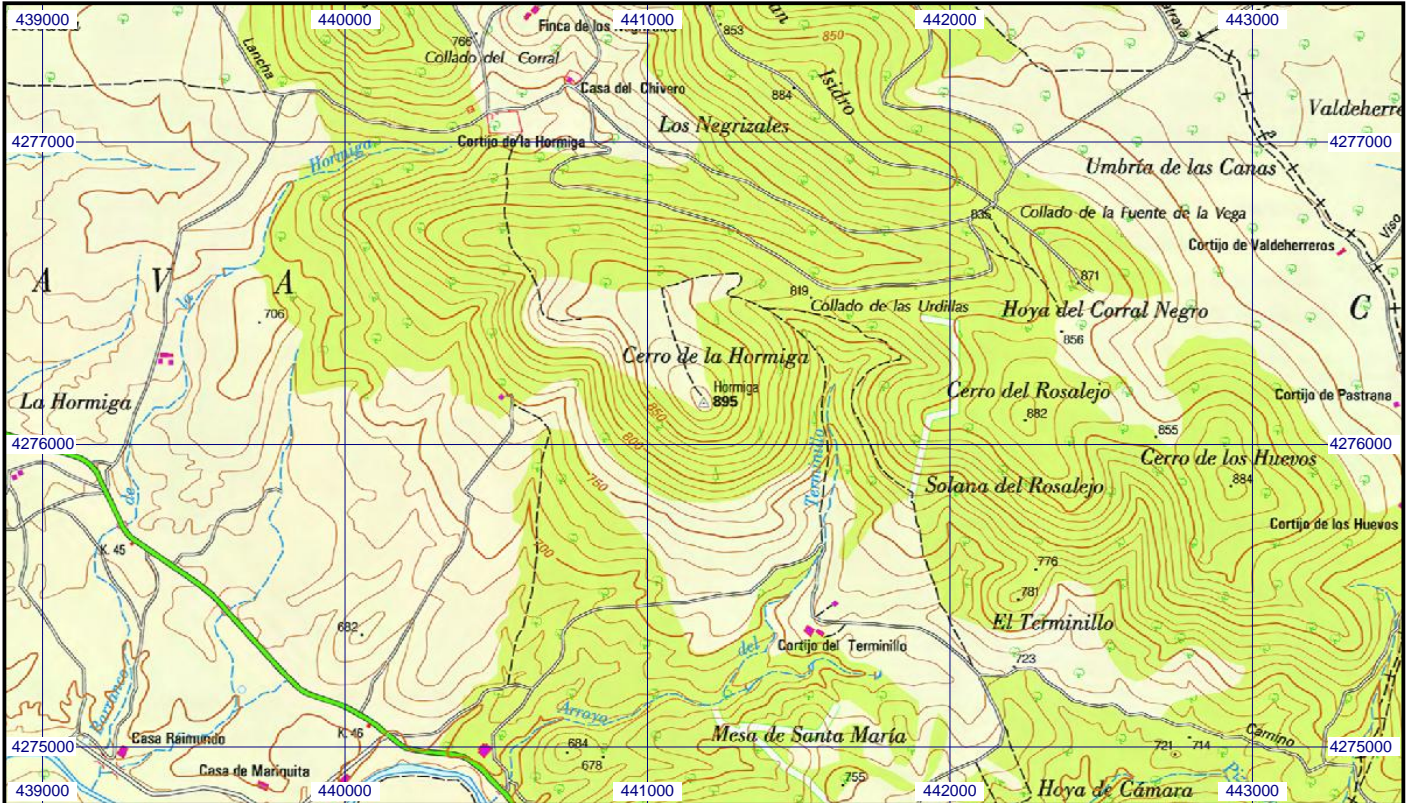 439000
440000
441000
442000
443000
Lancha
766
Finca de los Negrizales
853
850
Collado del Corral
Isidro
Casa del Chivero
884
Valdeherre
Los Negrizales
4277000
Cortijo de la Hormiga
4277000
Hormiga
Umbría de las Canas
835
Collado de la Fuente de la Vega
Viso
Cortijo de Valdeherreros
A V A
la
871
819
Collado de las Urdillas
Hoya del Corral Negro
C
706
856
Cerro de la Hormiga
Hormiga
895
La Hormiga
Cerro del Rosalejo
Cortijo de Pastrana
850
882
800
855
4276000
4276000
Terminillo
Cerro de los Huevos
750
884
de
Solana del Rosalejo
Cortijo de los Huevos
K. 45
700
776
781
682
El Terminillo
del
Cortijo del Terminillo
723
Barranco
Arroyo
K. 46
Casa Raimundo
684
Mesa de Santa María
721
714
Camino
4275000
4275000
678
Casa de Mariquita
755
Hoya de Cámara
439000
440000
441000
442000
443000